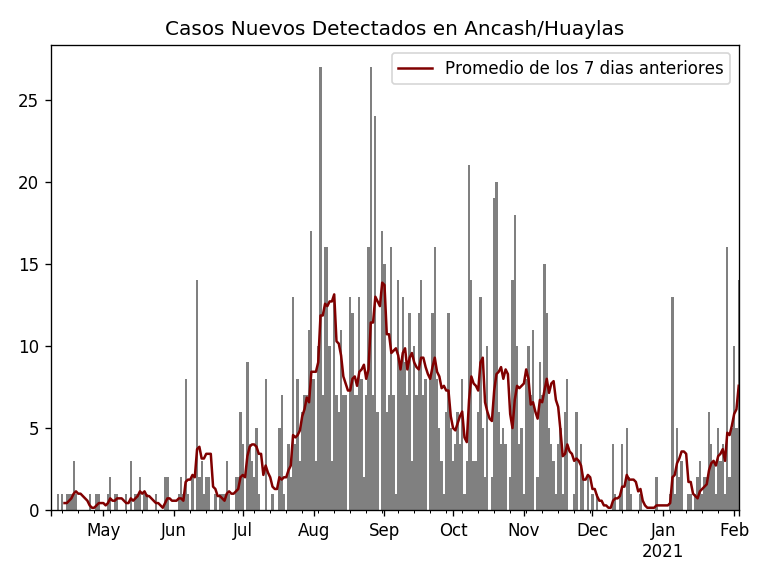 Casos Nuevos Detectados en Ancash/Huaylas
Promedio de los 7 dias anteriores
25
20
15
10
5
0
May Jun Jul Aug Sep Oct Nov Dec Jan Feb
2021